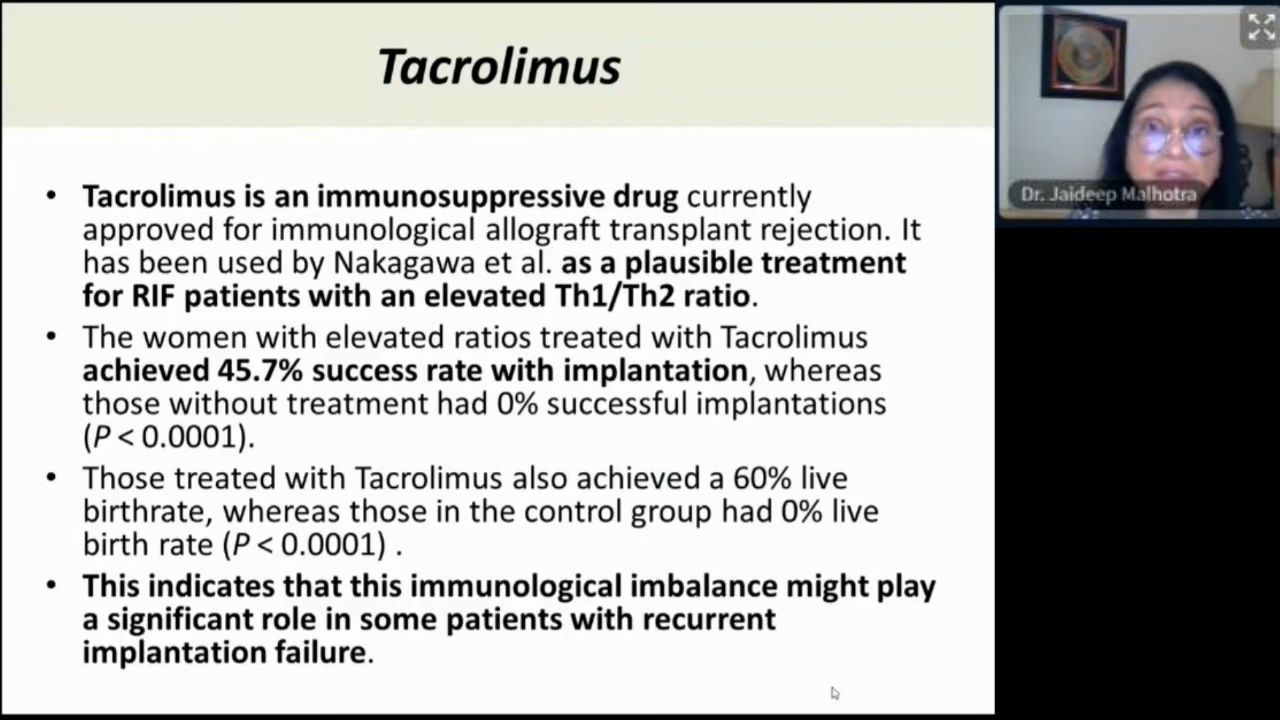 Tacrolimus
• Tacrolimus is an immunosuppressive drug currently
approved for immunological allograft transplant rejection. It
has been used by Nakagawa et al. as a plausible treatment
for RIF patients with an elevated Th1/Th2 ratio.
• The women with elevated ratios treated with Tacrolimus
achieved 45.7% success rate with implantation, whereas
those without treatment had 0% successful implantations
(P < 0.0001).
• Those treated with Tacrolimus also achieved a 60% live
birthrate, whereas those in the control group had 0% live
birth rate (P < 0.0001) .
• This indicates that this immunological imbalance might play
a significant role in some patients with recurrent
implantation failure.
Dr. Jaideep Malhotra